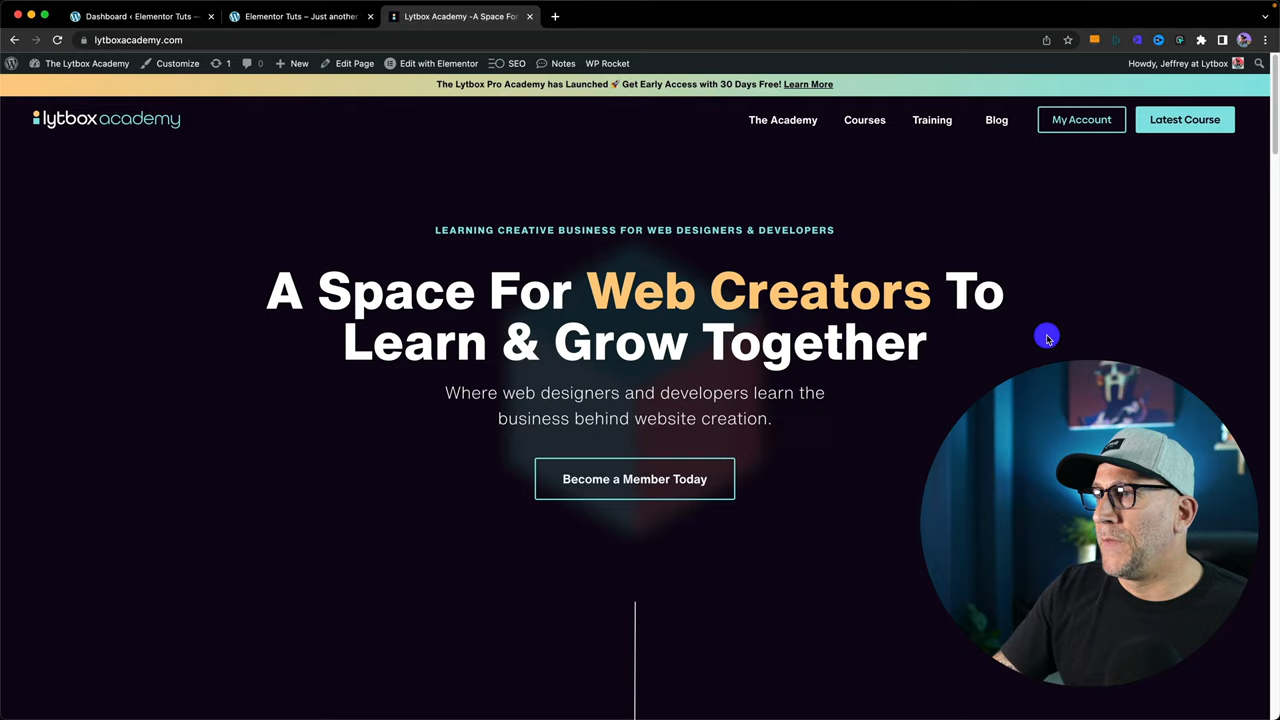 Dashboard ‹ Elementor Tuts —
Elementor Tuts – Just another
Lytbox Academy -A Space For
lytboxacademy.com
The Lytbox Academy
Customize
1
0
New
Edit Page
Edit with Elementor
SEO
Notes
WP Rocket
Howdy, Jeffrey at Lytbox
The Lytbox Pro Academy has Launched 🚀 Get Early Access with 30 Days Free! Learn More
lytboxacademy
The Academy
Courses
Training
Blog
My Account
Latest Course
LEARNING CREATIVE BUSINESS FOR WEB DESIGNERS & DEVELOPERS
A Space For Web Creators To
Learn & Grow Together
Where web designers and developers learn the
business behind website creation.
Become a Member Today